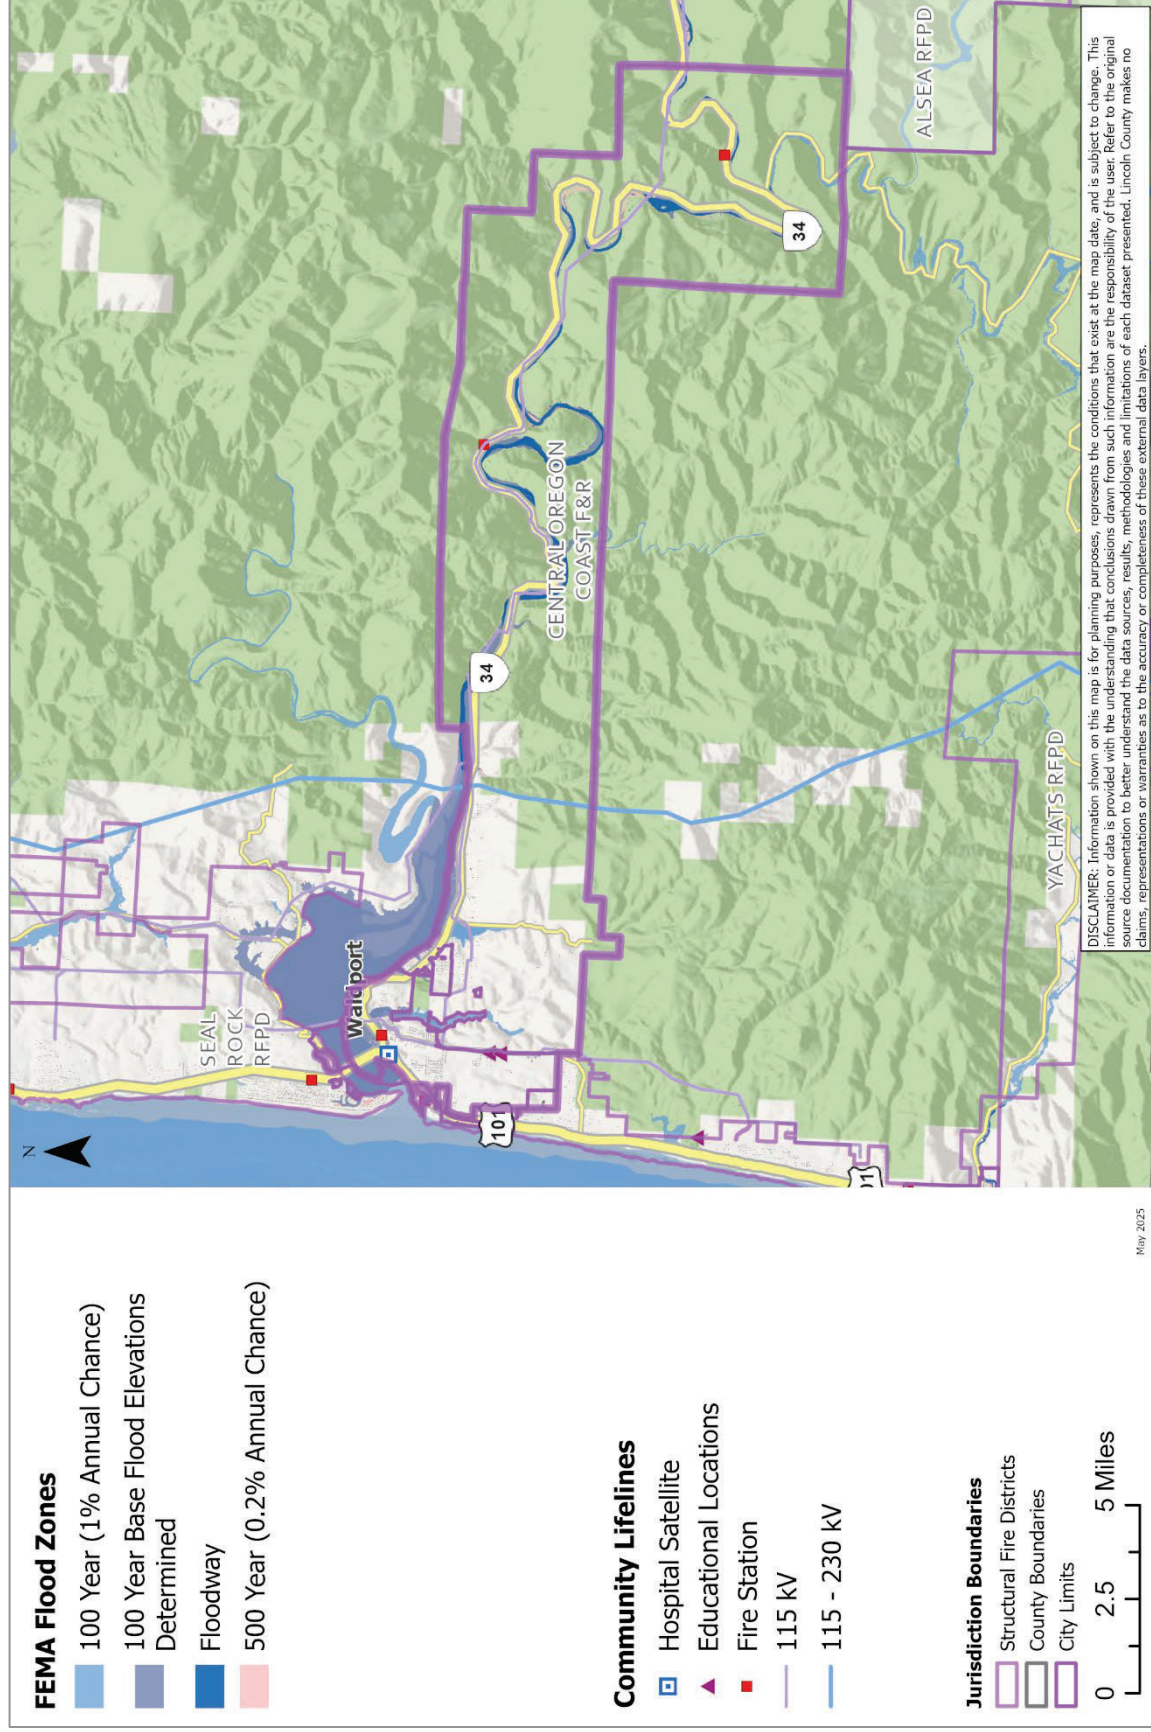 FEMA Flood Zones
100 Year (1% Annual Chance)
100 Year Base Flood Elevations
Determined
Floodway
500 Year (0.2% Annual Chance)
Community Lifelines
Hospital Satellite
Educational Locations
Fire Station
115 kV
115 - 230 kV
Jurisdiction Boundaries
Structural Fire Districts
County Boundaries
City Limits
0 2.5 5 Miles
May 2025
N
SEAL
ROCK
RFPD
Waldport
101
34
CENTRAL OREGON
COAST F&R
34
ALSEA RFPD
YACHATS RFPD
DISCLAIMER: Information shown on this map is for planning purposes, represents the conditions that exist at the map date, and is subject to change. This
information or data is provided with the understanding that conclusions drawn from such information are the responsibility of the user. Refer to the original
source documentation to better understand the data sources, results, methodologies and limitations of each dataset presented. Lincoln County makes no
claims, representations or warranties as to the accuracy or completeness of these external data layers.